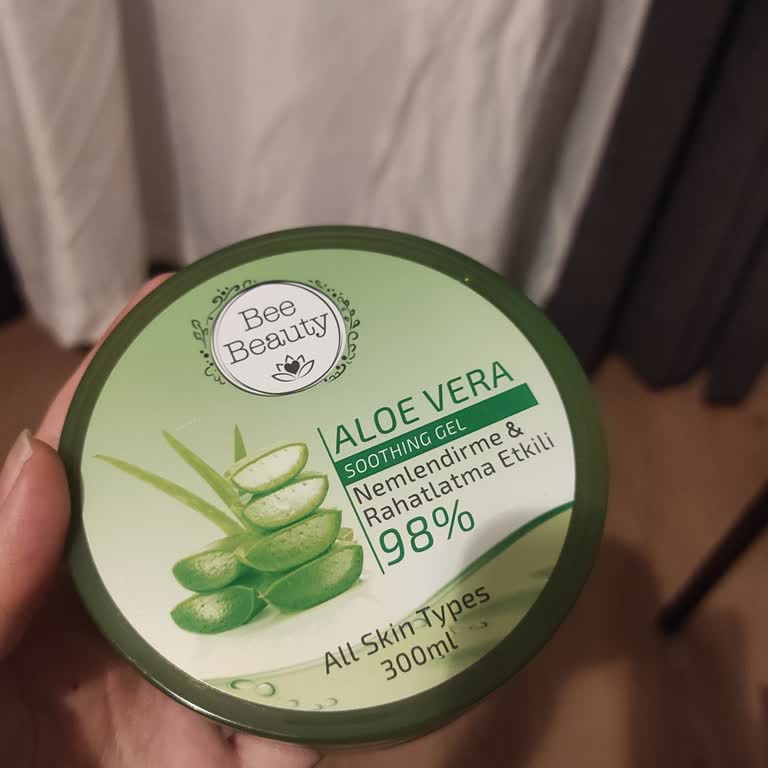 Bee
Beauty
ALOE VERA
SOOTHING GEL
Nemlendirme &
Rahatlatma Etkili
98%
All Skin Types
300ml